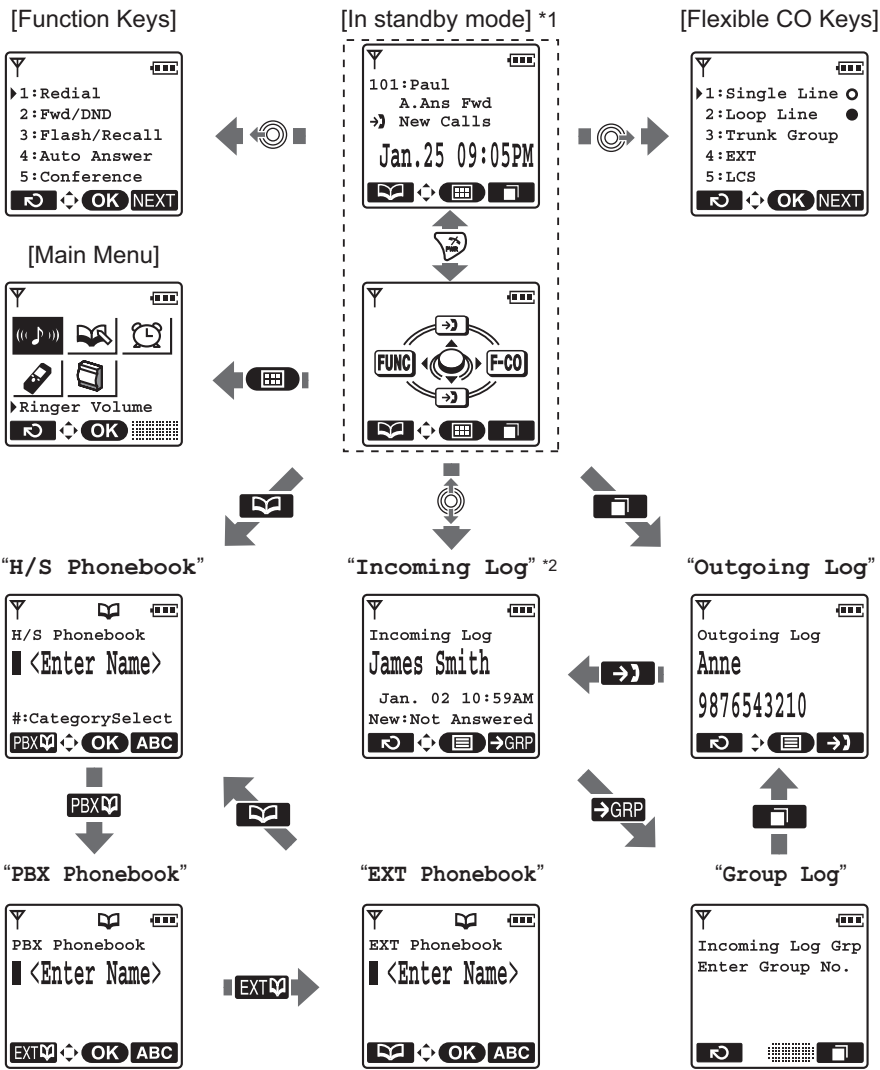 [Function Keys]
[In standby mode] *1
[Flexible CO Keys]
1:Redial
2:Fwd/DND
3:Flash/Recall
4:Auto Answer
5:Conference
OK NEXT
101:Paul
A.Ans Fwd
New Calls
Jan.25 09:05PM
1:Single Line
2:Loop Line
3:Trunk Group
4:EXT
5:LCS
OK NEXT
PWR
[Main Menu]
Ringer Volume
OK
FUNC F-CO
“H/S Phonebook”
“Incoming Log” *2
“Outgoing Log”
H/S Phonebook
<Enter Name>
#:CategorySelect
PBX OK ABC
Incoming Log
James Smith
Jan. 02 10:59AM
New:Not Answered
GRP
Outgoing Log
Anne
9876543210
PBX
GRP
“PBX Phonebook”
“EXT Phonebook”
“Group Log”
PBX Phonebook
<Enter Name>
EXT OK ABC
EXT
EXT Phonebook
<Enter Name>
OK ABC
Incoming Log Grp
Enter Group No.